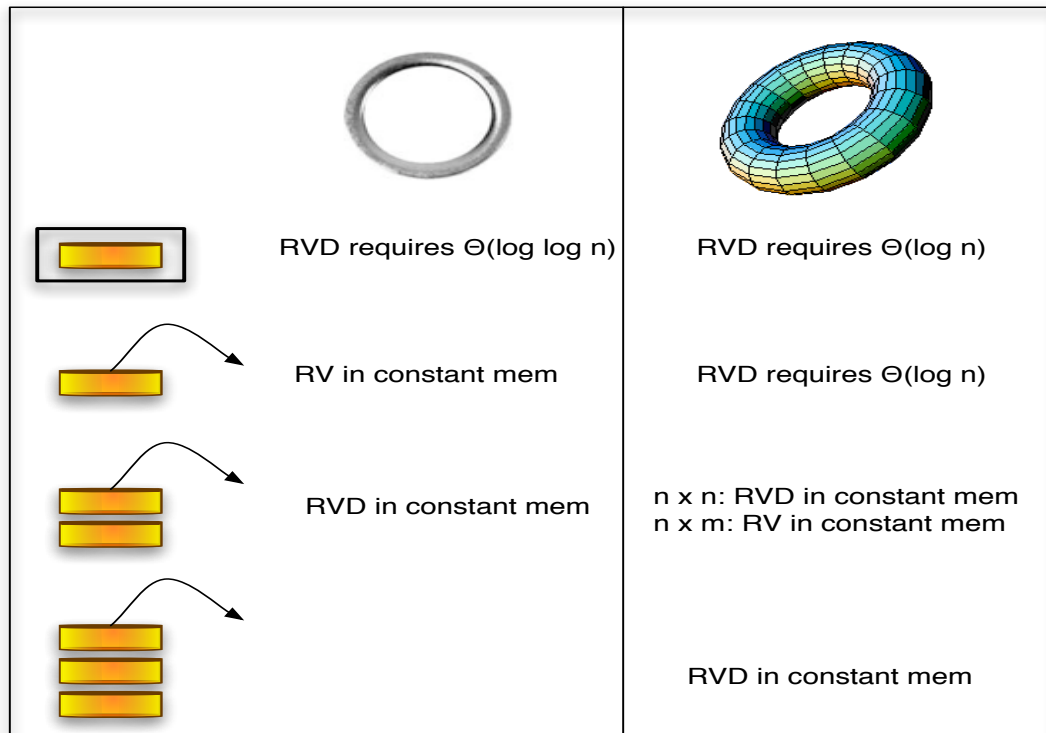 RVD requires Θ(log log n)
RVD requires Θ(log n)
RV in constant mem
RVD requires Θ(log n)
RVD in constant mem
n x n: RVD in constant mem
n x m: RV in constant mem
RVD in constant mem